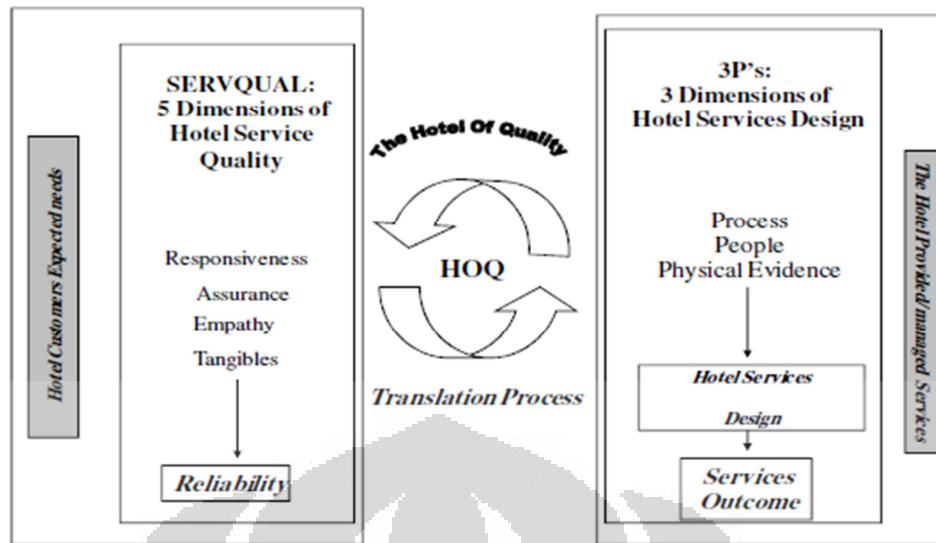 Hotel Customers Expected needs
SERVQUAL:
5 Dimensions of
Hotel Service
Quality
Responsiveness
Assurance
Empathy
Tangibles
Reliability
The Hotel Of Quality
HOQ
Translation Process
3P's:
3 Dimensions of
Hotel Services Design
Process
People
Physical Evidence
Hotel Services
Design
Services
Outcome
The Hotel Provided/managed Services